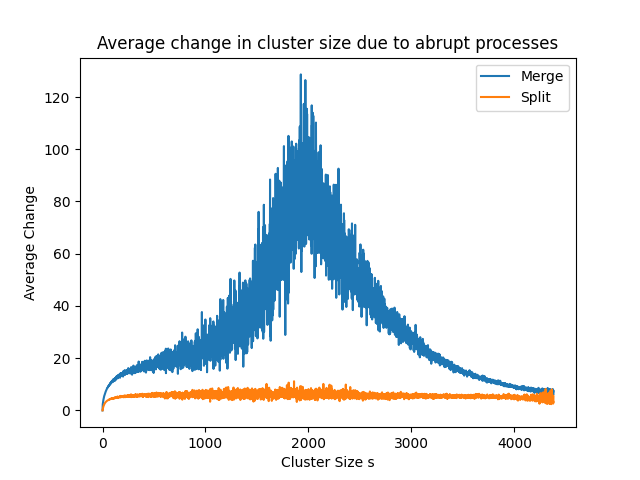 Average change in cluster size due to abrupt processes
Merge
Split
120
100
80
60
40
20
0
Average Change
0 1000 2000 3000 4000
Cluster Size s